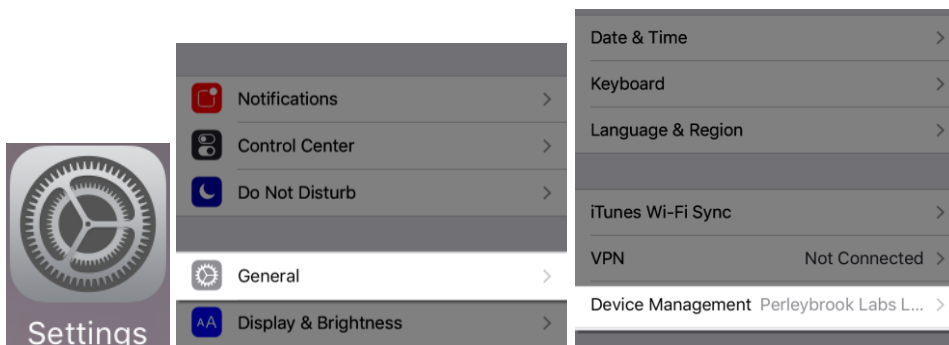 Settings
Notifications
Control Center
Do Not Disturb
General
AA Display & Brightness
Date & Time
Keyboard
Language & Region
iTunes Wi-Fi Sync
VPN Not Connected
Device Management Perleybrook Labs L...